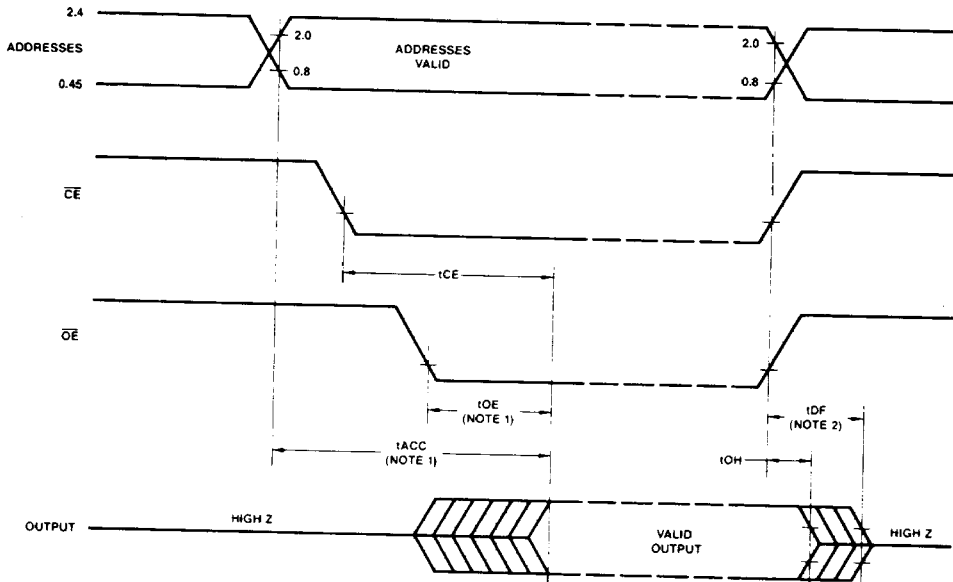 2.4
ADDRESSES
0.45
2.0
0.8
ADDRESSES
VALID
2.0
0.8
CE
tCE
OE
tOE
(NOTE 1)
tDF
(NOTE 2)
tACC
(NOTE 1)
tOH
OUTPUT
HIGH Z
VALID
OUTPUT
HIGH Z